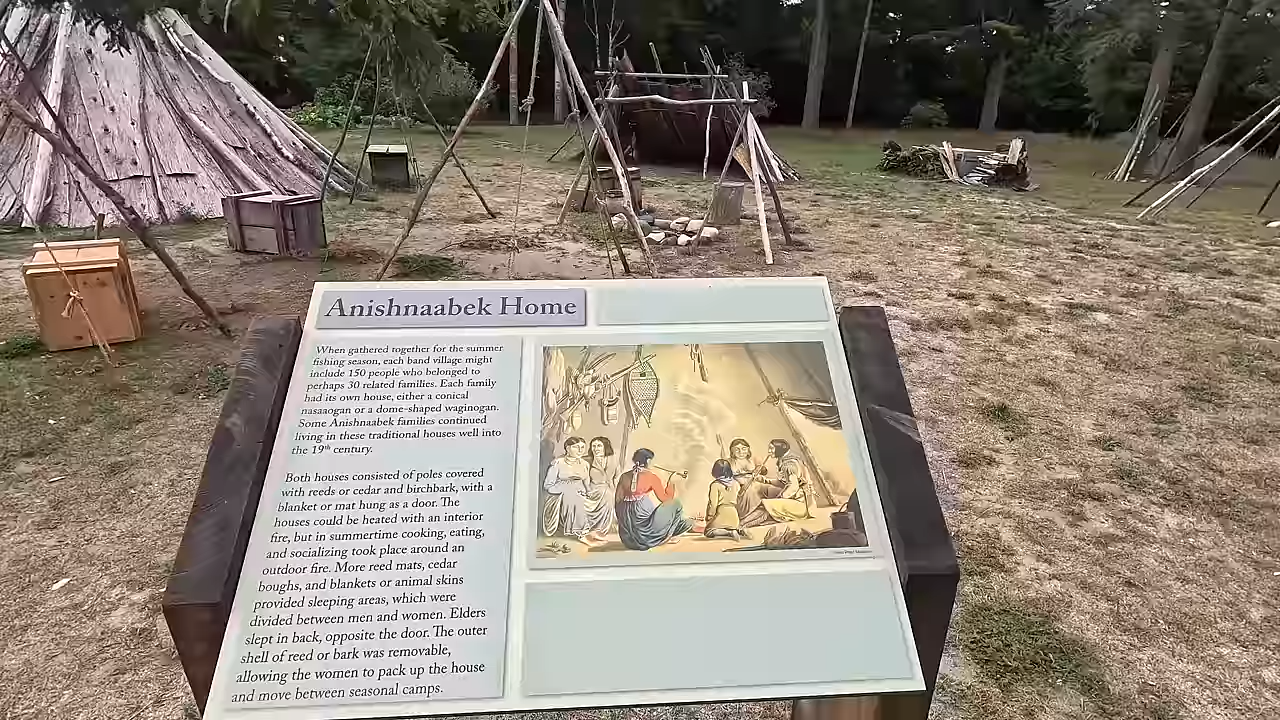 Anishnaabek Home
When gathered together for the summer
fishing season, each band village might
include 150 people who belonged to
perhaps 30 related families. Each family
had its own house, either a conical
nasaaogan or a dome-shaped waginogan.
Some Anishnaabek families continued
living in these traditional houses well into
the 19th century.
Both houses consisted of poles covered
with reeds or cedar and birchbark, with a
blanket or mat hung as a door. The
houses could be heated with an interior
fire, but in summertime cooking, eating,
and socializing took place around an
outdoor fire. More reed mats, cedar
boughs, and blankets or animal skins
provided sleeping areas, which were
divided between men and women. Elders
slept in back, opposite the door. The outer
shell of reed or bark was removable,
allowing the women to pack up the house
and move between seasonal camps.